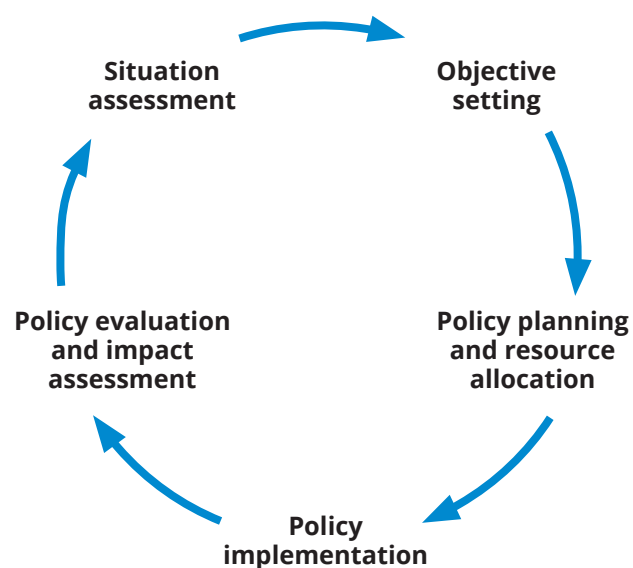 Situation
assessment
Objective
setting
Policy planning
and resource
allocation
Policy
implementation
Policy evaluation
and impact
assessment